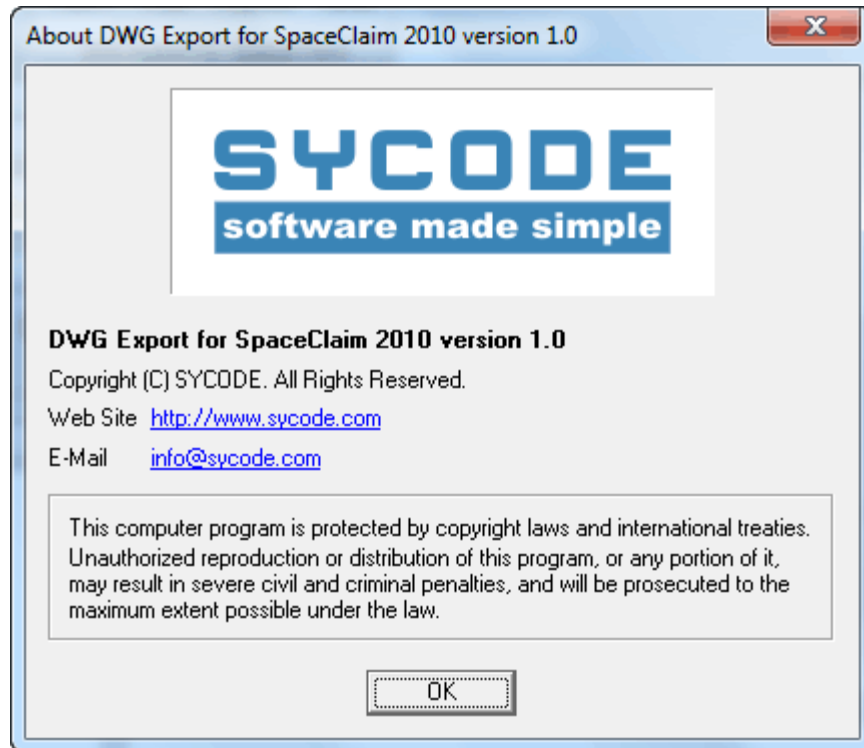 About DWG Export for SpaceClaim 2010 version 1.0
SYCODE
software made simple
DWG Export for SpaceClaim 2010 version 1.0
Copyright (C) SYCODE. All Rights Reserved.
Web Site http://www.sycode.com
E-Mail info@sycode.com
This computer program is protected by copyright laws and international treaties.
Unauthorized reproduction or distribution of this program, or any portion of it,
may result in severe civil and criminal penalties, and will be prosecuted to the
maximum extent possible under the law.
OK